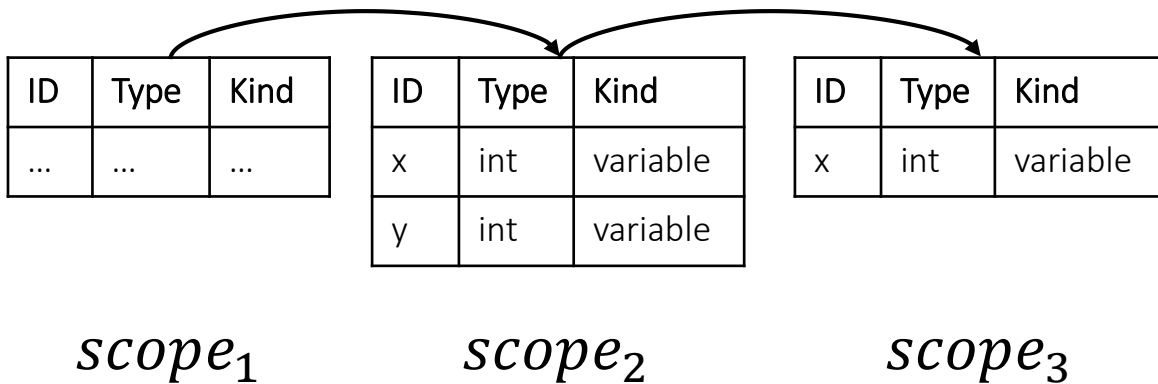 ID Type Kind
... ... ...
ID Type Kind
x int variable
y int variable
ID Type Kind
x int variable
scope₁
scope₂
scope₃